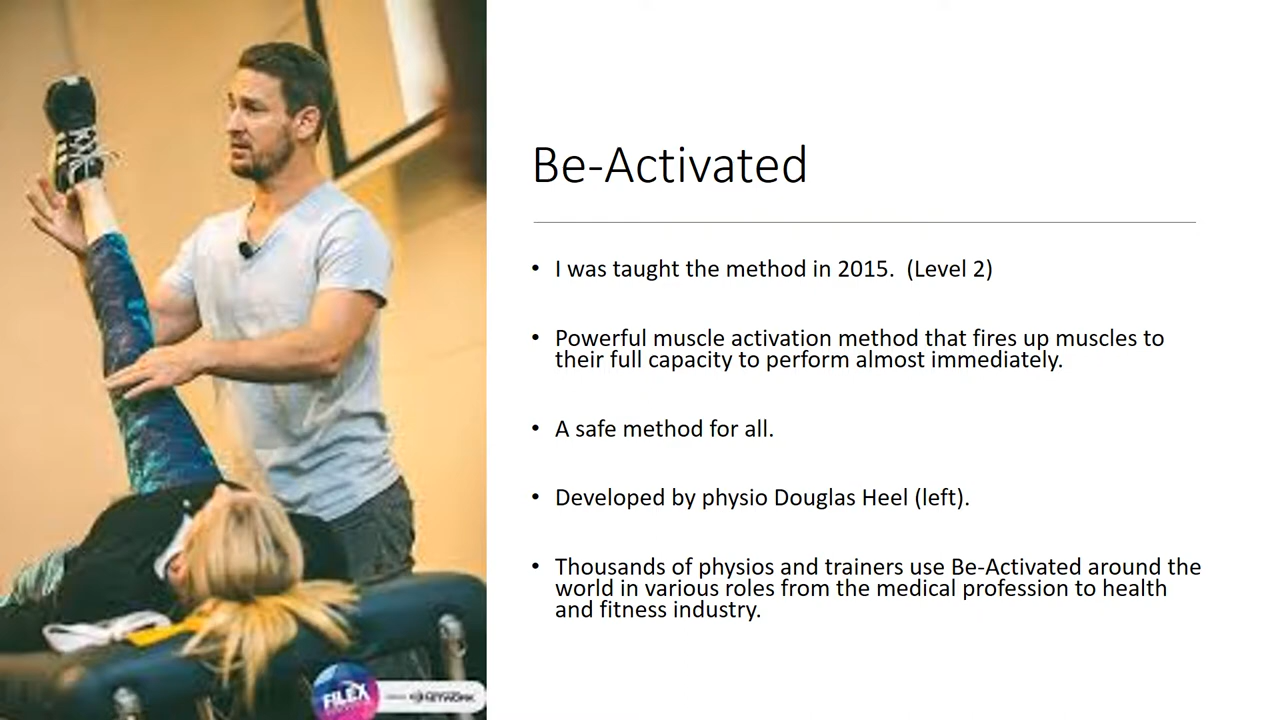 Be-Activated
• I was taught the method in 2015.  (Level 2)
• Powerful muscle activation method that fires up muscles to
their full capacity to perform almost immediately.
• A safe method for all.
• Developed by physio Douglas Heel (left).
• Thousands of physios and trainers use Be-Activated around the
world in various roles from the medical profession to health
and fitness industry.
FILEX
NETWORK